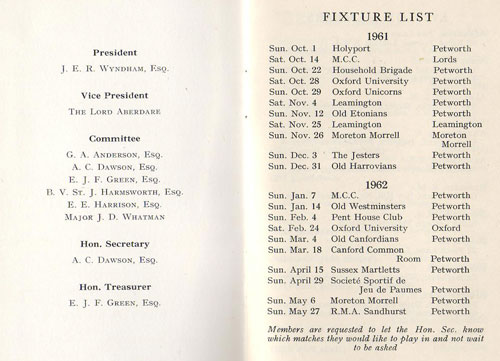 President
J. E. R. Wyndham, Esq.
Vice President
The Lord Aberdare
Committee
G. A. Anderson, Esq.
A. C. Dawson, Esq.
E. J. F. Green, Esq.
B. V. St. J. Harmsworth, Esq.
E. E. Harrison, Esq.
Major J. D. Whatman
Hon. Secretary
A. C. Dawson, Esq.
Hon. Treasurer
E. J. F. Green, Esq.
FIXTURE LIST
1961
Sun. Oct. 1 Holyport Petworth
Sat. Oct. 14 M.C.C. Lords
Sun. Oct. 22 Household Brigade Petworth
Sat. Oct. 28 Oxford University Petworth
Sun. Oct. 29 Oxford Unicorns Petworth
Sat. Nov. 4 Leamington Petworth
Sun. Nov. 12 Old Etonians Petworth
Sat. Nov. 25 Leamington Leamington
Sun. Nov. 26 Moreton Morrell Moreton
Morrell
Sun. Dec. 3 The Jesters Petworth
Sun. Dec. 31 Old Harrovians Petworth
1962
Sun. Jan. 7 M.C.C. Petworth
Sun. Jan. 14 Old Westminsters Petworth
Sun. Feb. 4 Pent House Club Petworth
Sat. Feb. 24 Oxford University Oxford
Sun. Mar. 4 Old Canfordians Petworth
Sun. Mar. 18 Canford Common
Room Petworth
Sun. April 15 Sussex Martletts Petworth
Sun. April 29 Societé Sportif de
Jeu de Paumes Petworth
Sun. May 6 Moreton Morrell Petworth
Sun. May 27 R.M.A. Sandhurst Petworth
Members are requested to let the Hon. Sec. know
which matches they would like to play in and not wait
to be asked